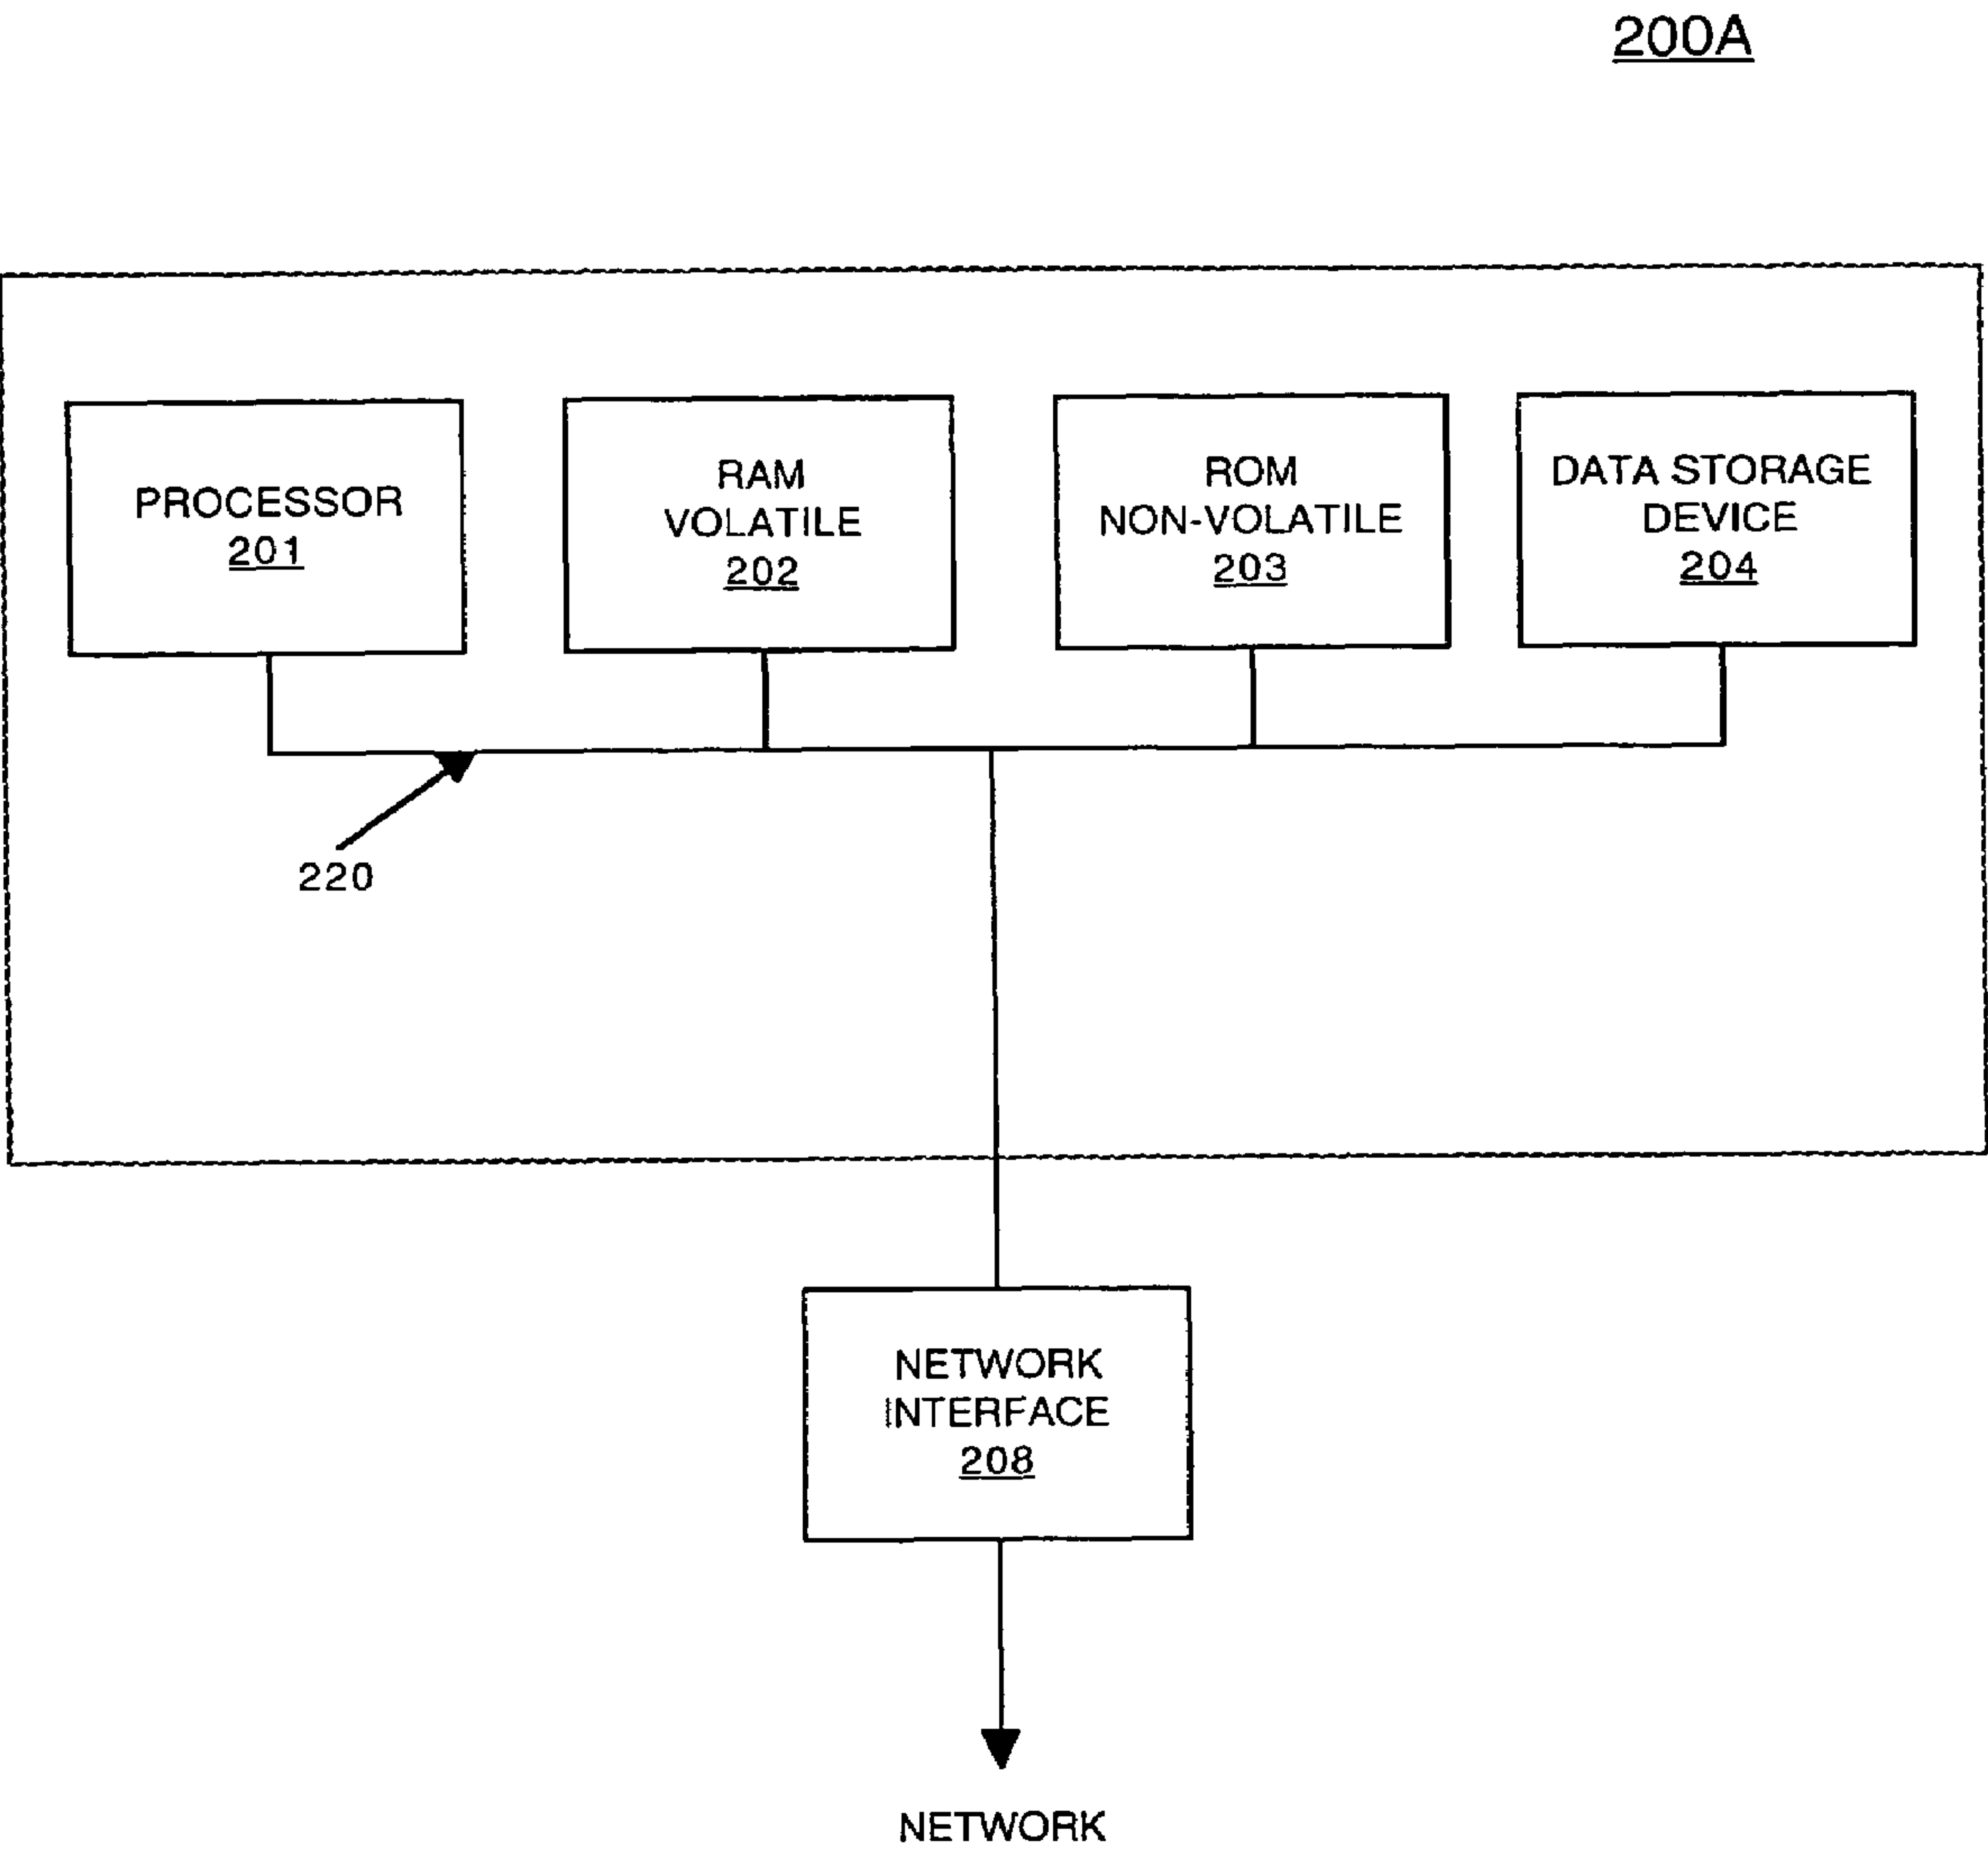 200A
PROCESSOR
201
RAM
VOLATILE
202
ROM
NON-VOLATILE
203
DATA STORAGE
DEVICE
204
220
NETWORK
INTERFACE
208
NETWORK